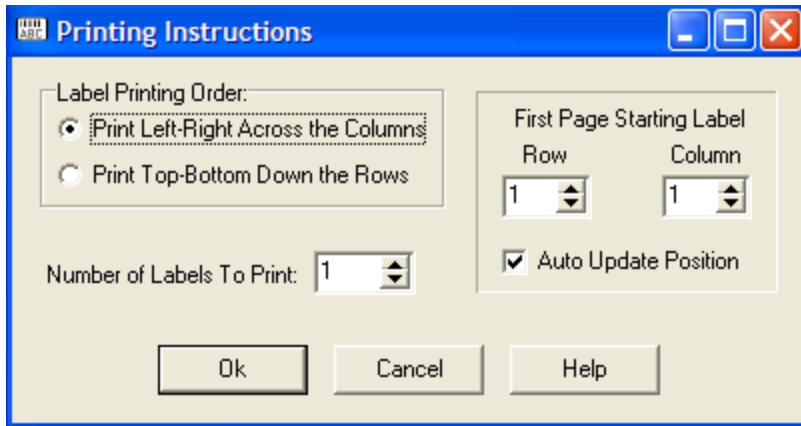 Printing Instructions
Label Printing Order:
Print Left-Right Across the Columns
Print Top-Bottom Down the Rows
Number of Labels To Print: 1
First Page Starting Label
Row Column
1 1
Auto Update Position
Ok Cancel Help